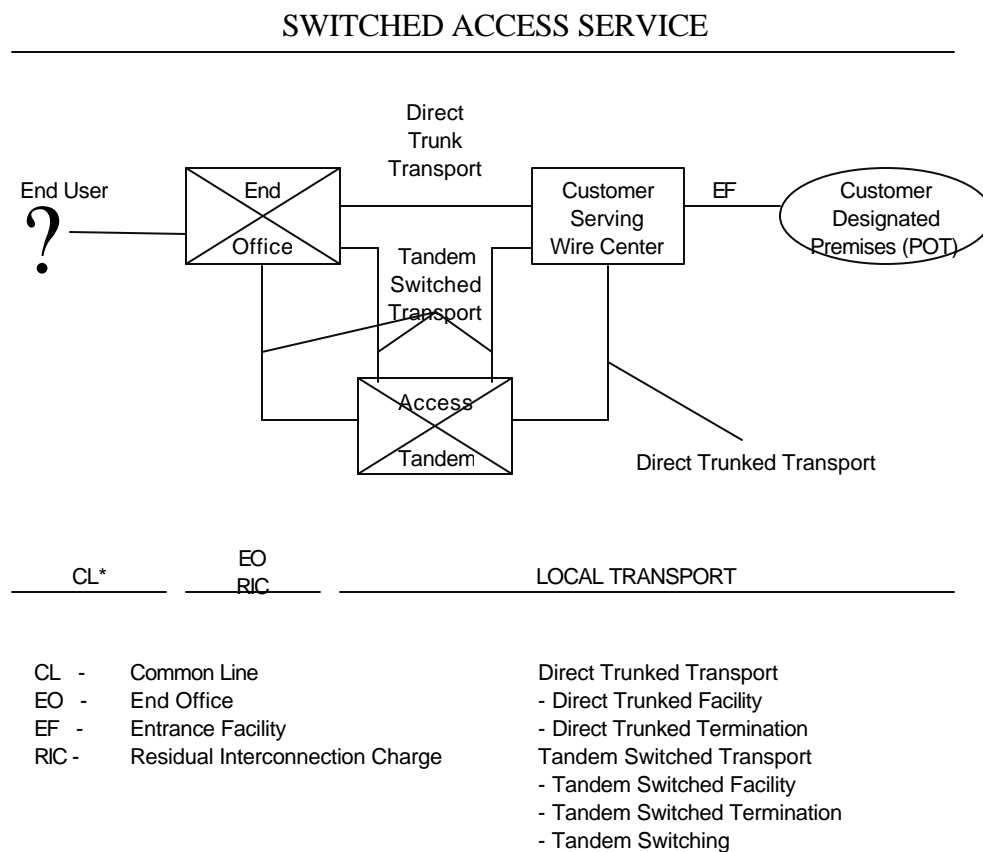 SWITCHED ACCESS SERVICE
Direct
Trunk
Transport
End User
?
End
Office
Customer
Serving
Wire Center
EF
Customer
Designated
Premises (POT)
Tandem
Switched
Transport
Access
Tandem
Direct Trunked Transport
CL*
EO
RIC
LOCAL TRANSPORT
CL - Common Line
EO - End Office
EF - Entrance Facility
RIC - Residual Interconnection Charge
Direct Trunked Transport
- Direct Trunked Facility
- Direct Trunked Termination
Tandem Switched Transport
- Tandem Switched Facility
- Tandem Switched Termination
- Tandem Switching